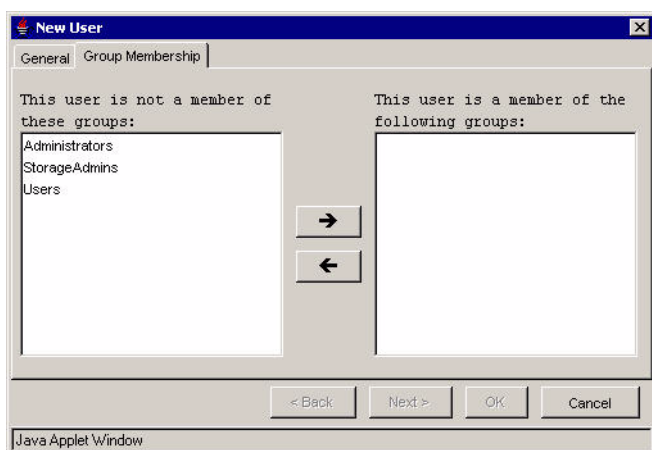 New User
General
Group Membership
This user is not a member of
these groups:
Administrators
StorageAdmins
Users
This user is a member of the
following groups:
< Back
Next >
OK
Cancel
Java Applet Window